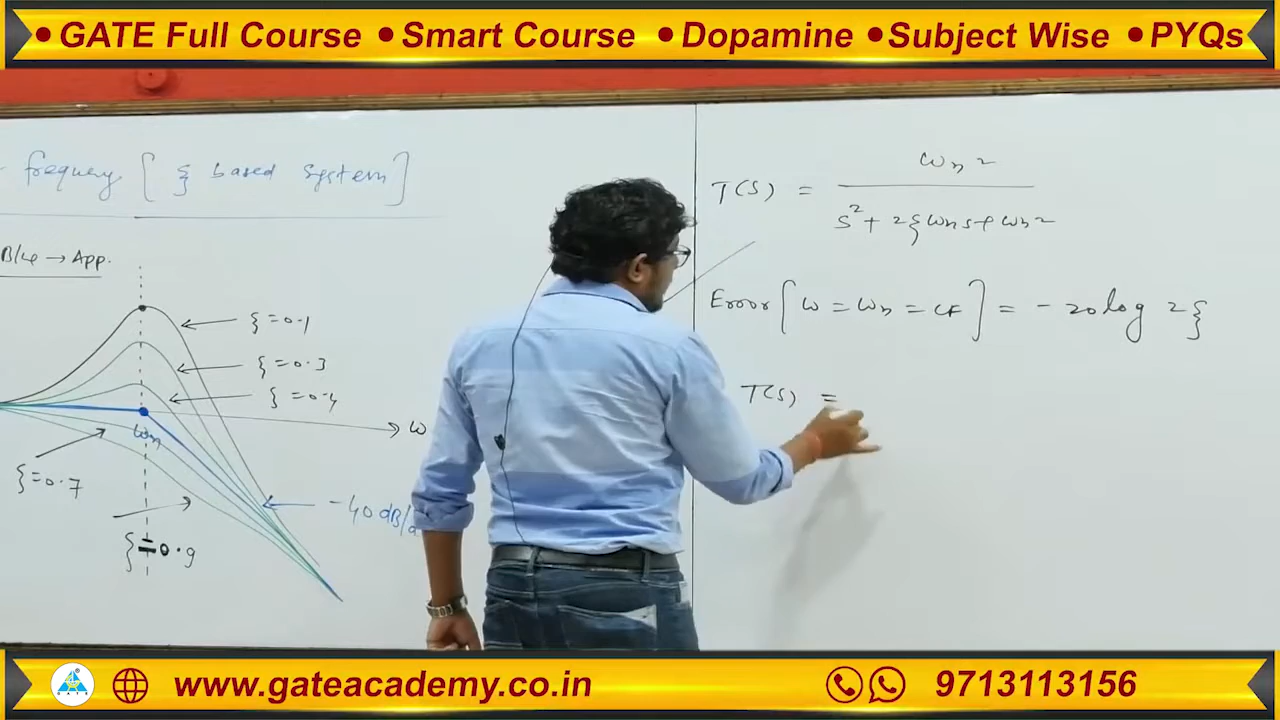 • GATE Full Course • Smart Course • Dopamine • Subject Wise • PYQs
frequency [ ξ based system ]
Blue → App.
ξ = 0.1
ξ = 0.3
ξ = 0.4
ω
ωn
ξ = 0.7
-40 dB/d
ξ = 0.9
T(S) = ωn² / S² + 2ξωns + ωn²
Error [ ω = ωn = CF ] = - 20 log 2ξ
T(S) =
GATE
www.gateacademy.co.in
9713113156